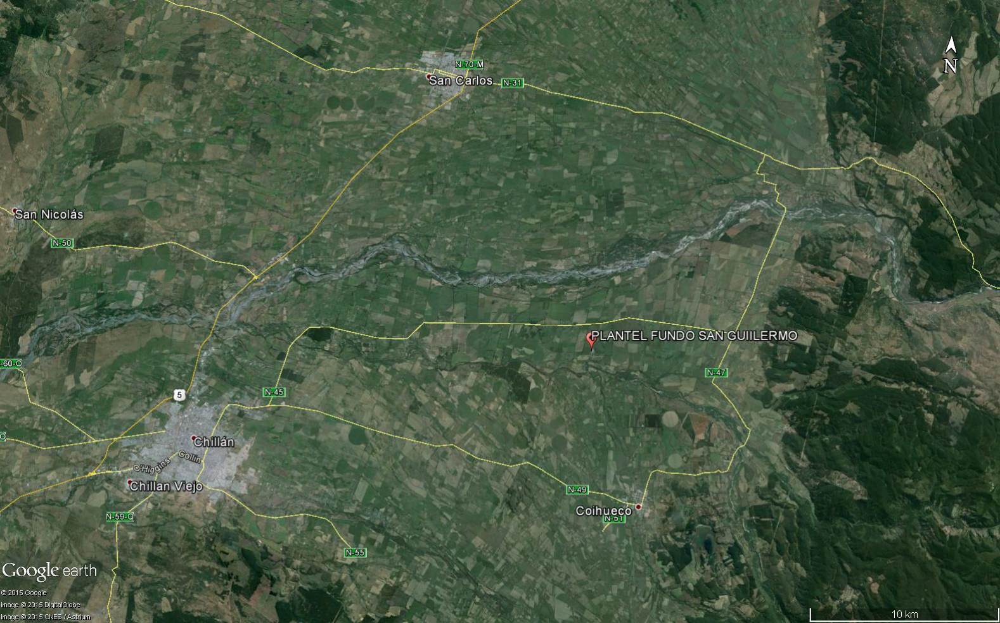 N
N-70-M
San Carlos
N-31
San Nicolás
N-50
PLANTEL FUNDO SAN GUIILERMO
-60-O
N-47
5
N-45
O
Chillán
Collin
O'Higgins
Chillan Viejo
N-49
Coihueco
N-51
N-59-Q
N-55
Google earth
© 2015 Google
Image © 2015 DigitalGlobe
Image © 2015 CNES / Astrium
10 km